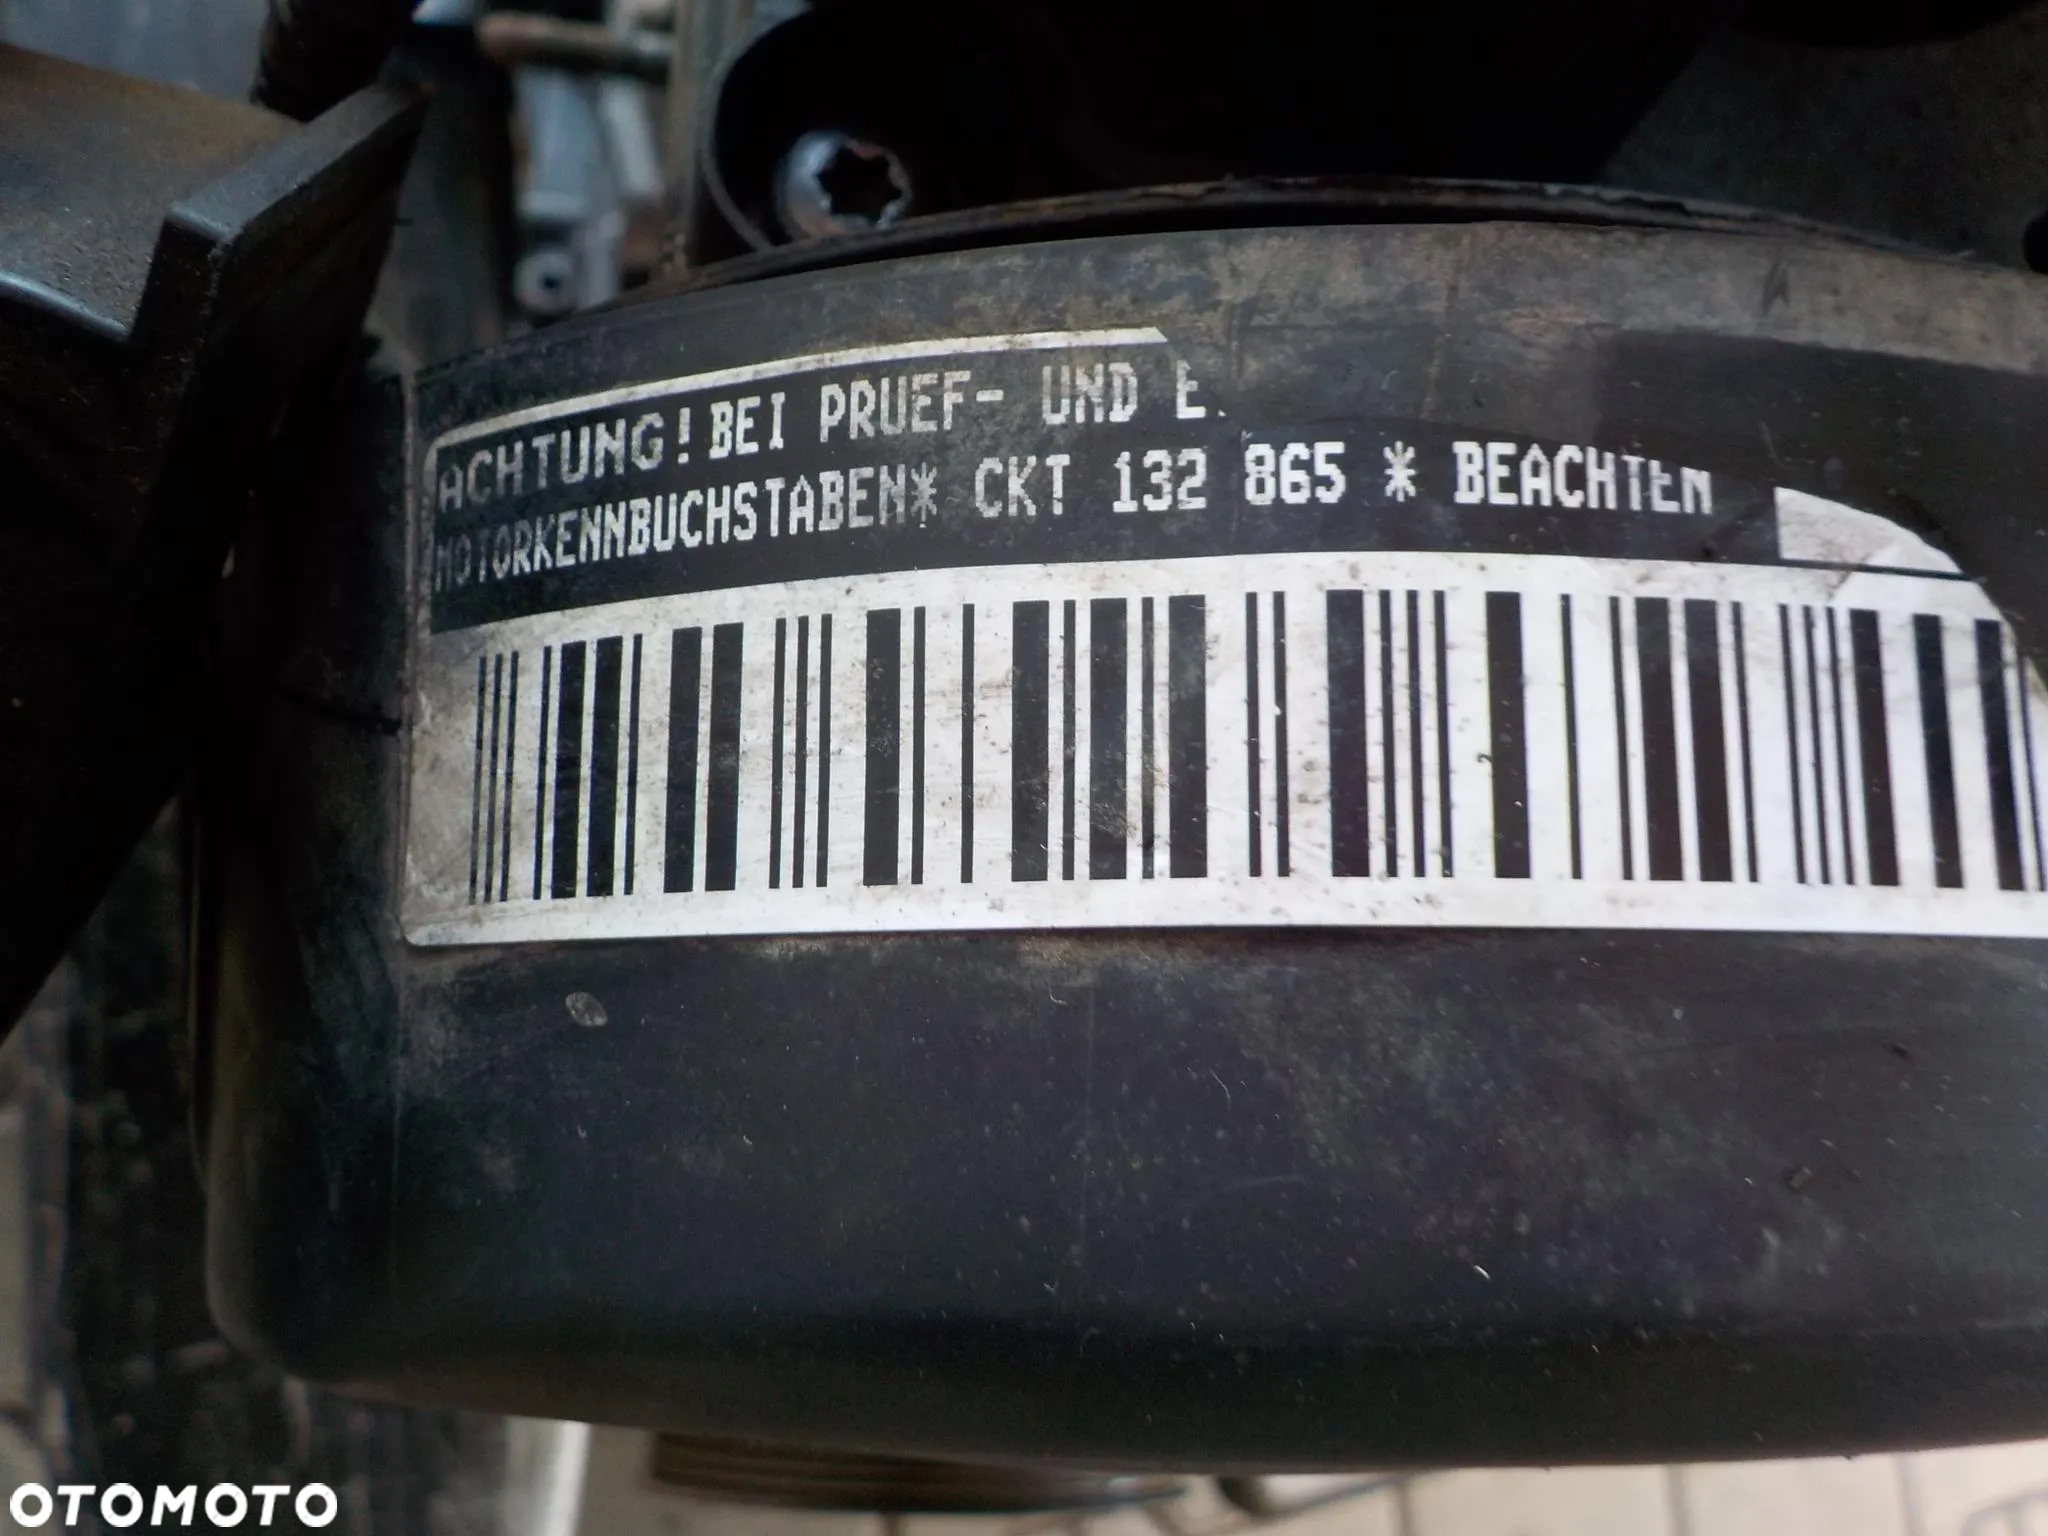 ACHTUNG! BEI PRUEF- UND E
MOTORKENNBUCHSTABEN* CKT 132 865 * BEACHTEN
OTOMOTO